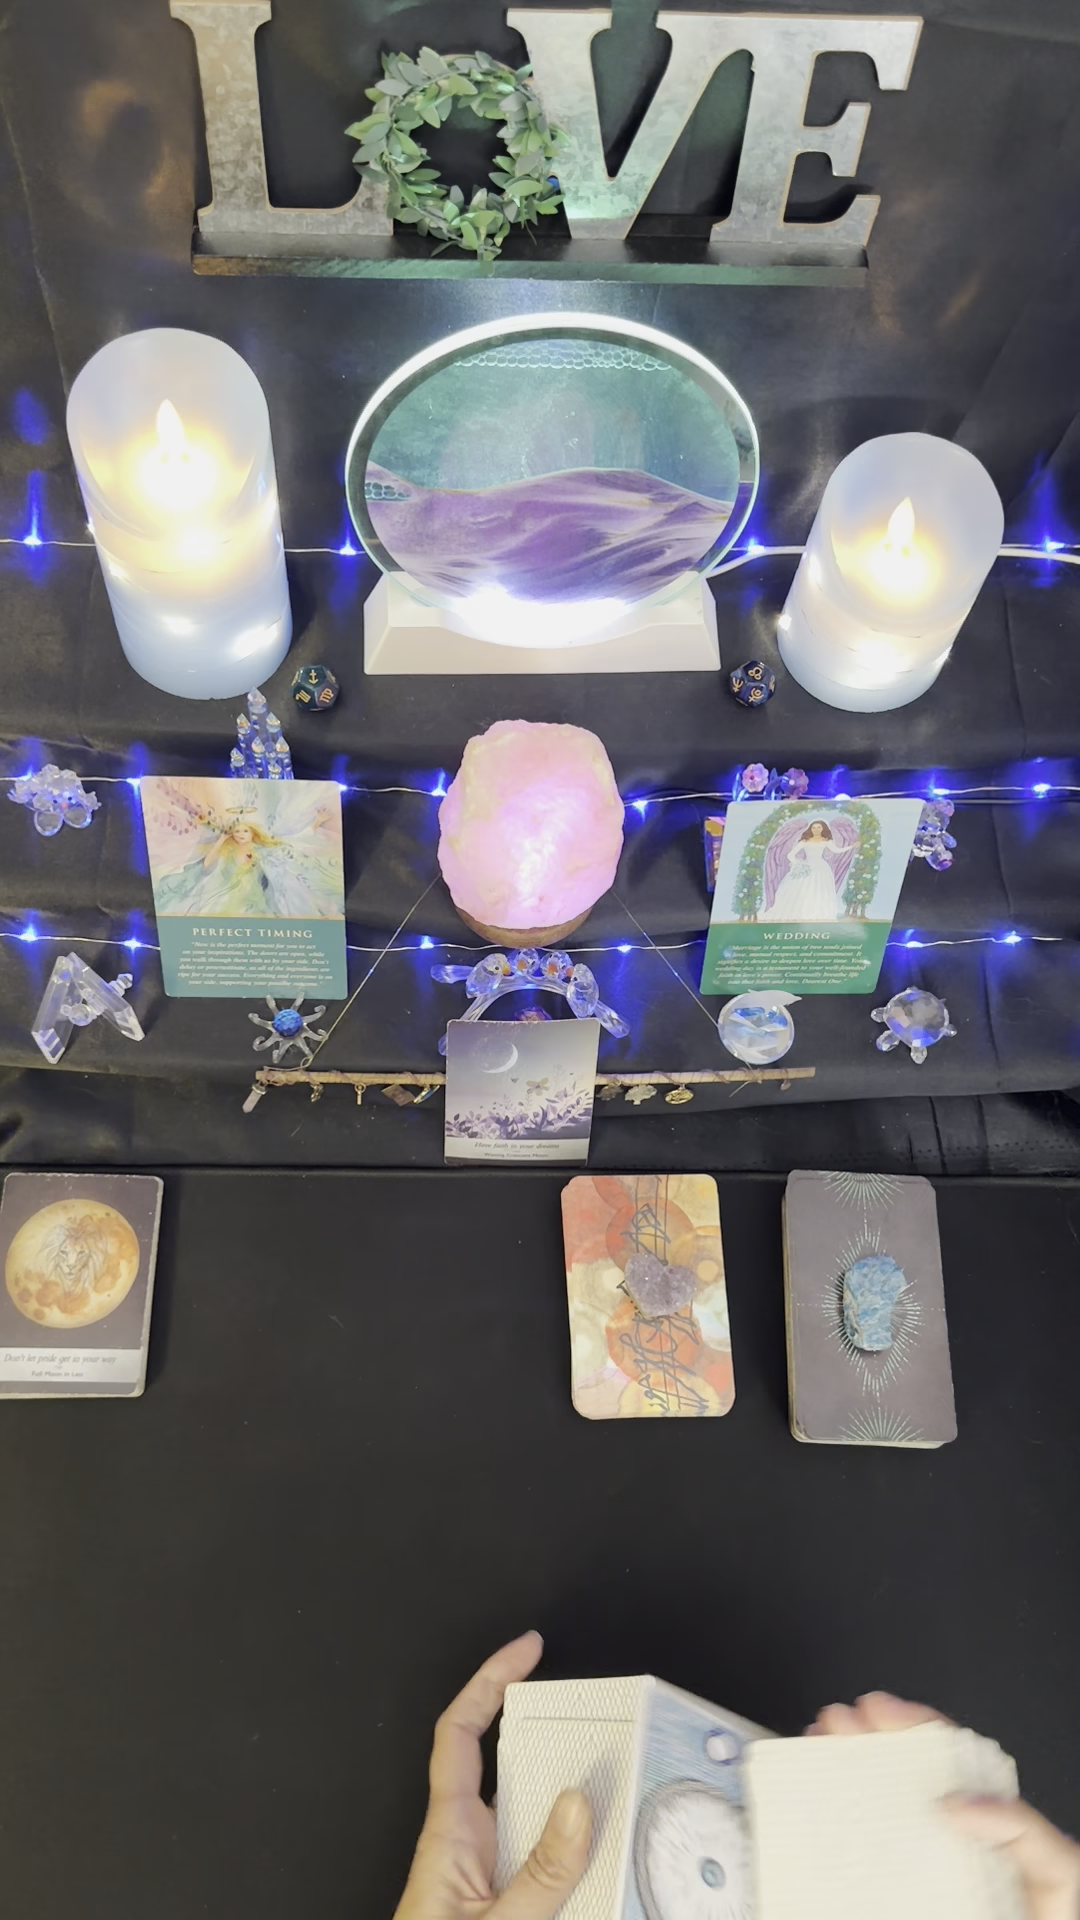 LOVE
PERFECT TIMING
"Now is the perfect moment for you to act
on your inspirations. The doors are open, while
you walk through them with us by your side. Don't
delay or procrastinate, as all of the ingredients are
ripe for your success. Everything and everyone is on
your side, supporting your positive outcome."
WEDDING
"Marriage is the union of two souls joined
in love, mutual respect, and commitment. It
signifies a desire to deepen love over time. Your
wedding day is a testament to your well-founded
faith in love's power. Continually breathe life
into that faith and love, Dearest One."
Have faith in your dreams
Waxing Crescent Moon
Don't let pride get in your way
Full Moon in Leo